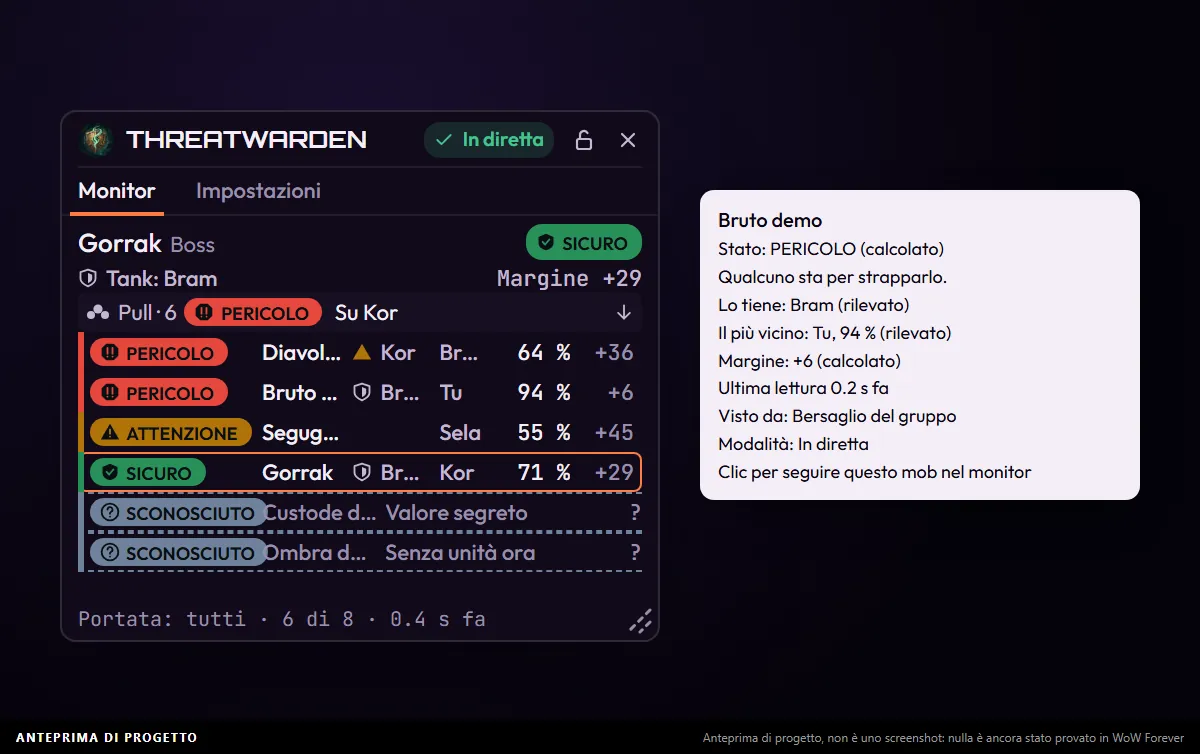 THREATWARDEN In diretta
Monitor Impostazioni
Gorrak Boss SICURO
Tank: Bram Margine +29
Pull · 6 PERICOLO Su Kor
PERICOLO Diavol... Kor Br... 64 % +36
PERICOLO Bruto ... Br... Tu 94 % +6
ATTENZIONE Segug... Sela 55 % +45
SICURO Gorrak Br... Kor 71 % +29
SCONOSCIUTO Custode d... Valore segreto ?
SCONOSCIUTO Ombra d... Senza unità ora ?
Portata: tutti · 6 di 8 · 0.4 s fa
Bruto demo
Stato: PERICOLO (calcolato)
Qualcuno sta per strapparlo.
Lo tiene: Bram (rilevato)
Il più vicino: Tu, 94 % (rilevato)
Margine: +6 (calcolato)
Ultima lettura 0.2 s fa
Visto da: Bersaglio del gruppo
Modalità: In diretta
Clic per seguire questo mob nel monitor
ANTEPRIMA DI PROGETTO
Anteprima di progetto, non è uno screenshot: nulla è ancora stato provato in WoW Forever